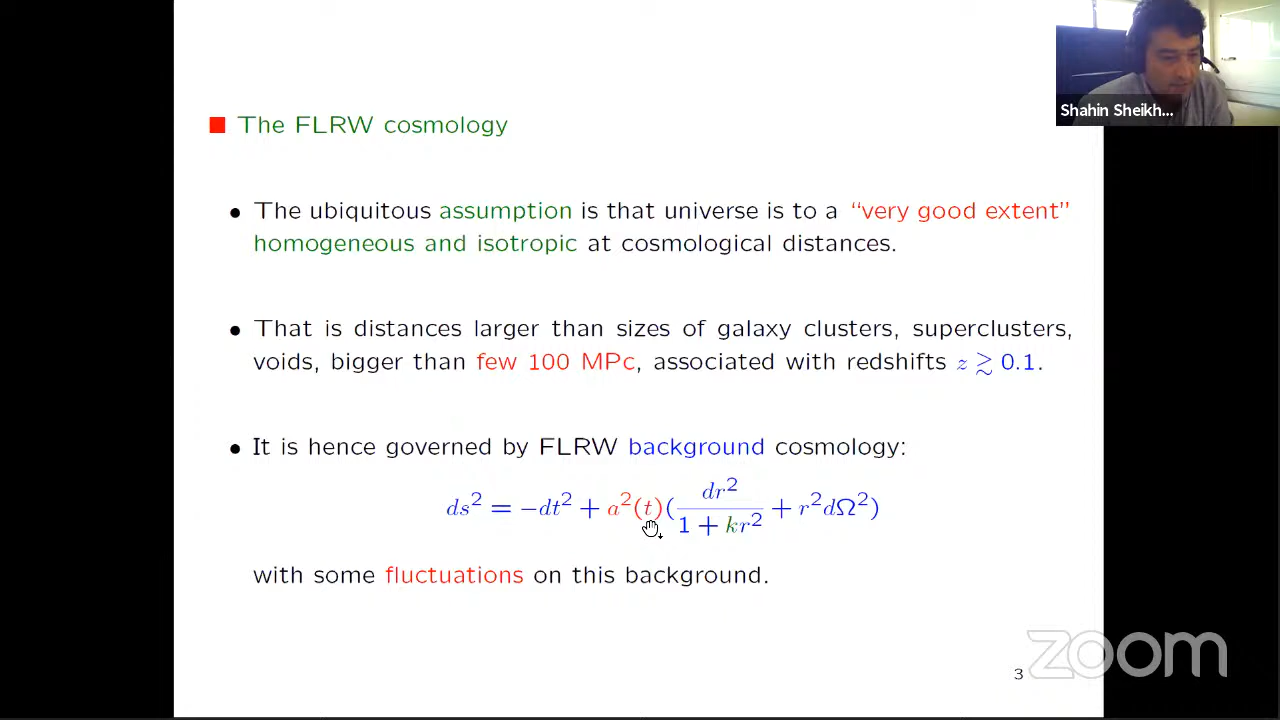 Shahin Sheikh...
The FLRW cosmology
• The ubiquitous assumption is that universe is to a “very good extent”
homogeneous and isotropic at cosmological distances.
• That is distances larger than sizes of galaxy clusters, superclusters,
voids, bigger than few 100 MPc, associated with redshifts z ≳ 0.1.
• It is hence governed by FLRW background cosmology:
ds² = −dt² + a²(t)(dr²/(1 + kr²) + r²dΩ²)
with some fluctuations on this background.
zoom
3